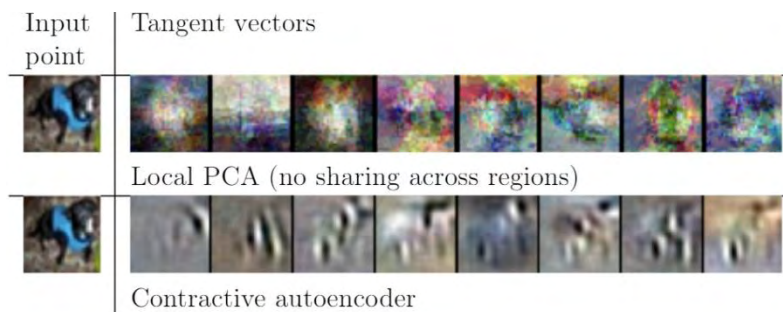 Input point
Tangent vectors
Local PCA (no sharing across regions)
Contractive autoencoder